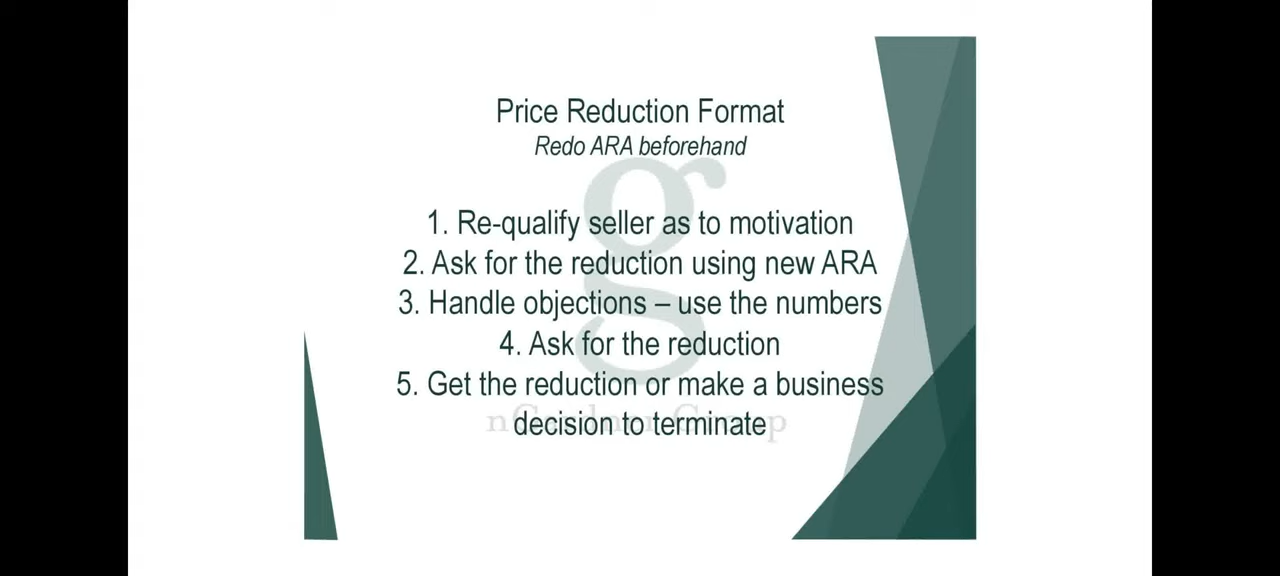 Price Reduction Format
Redo ARA beforehand
1. Re-qualify seller as to motivation
2. Ask for the reduction using new ARA
3. Handle objections – use the numbers
4. Ask for the reduction
5. Get the reduction or make a business
decision to terminate